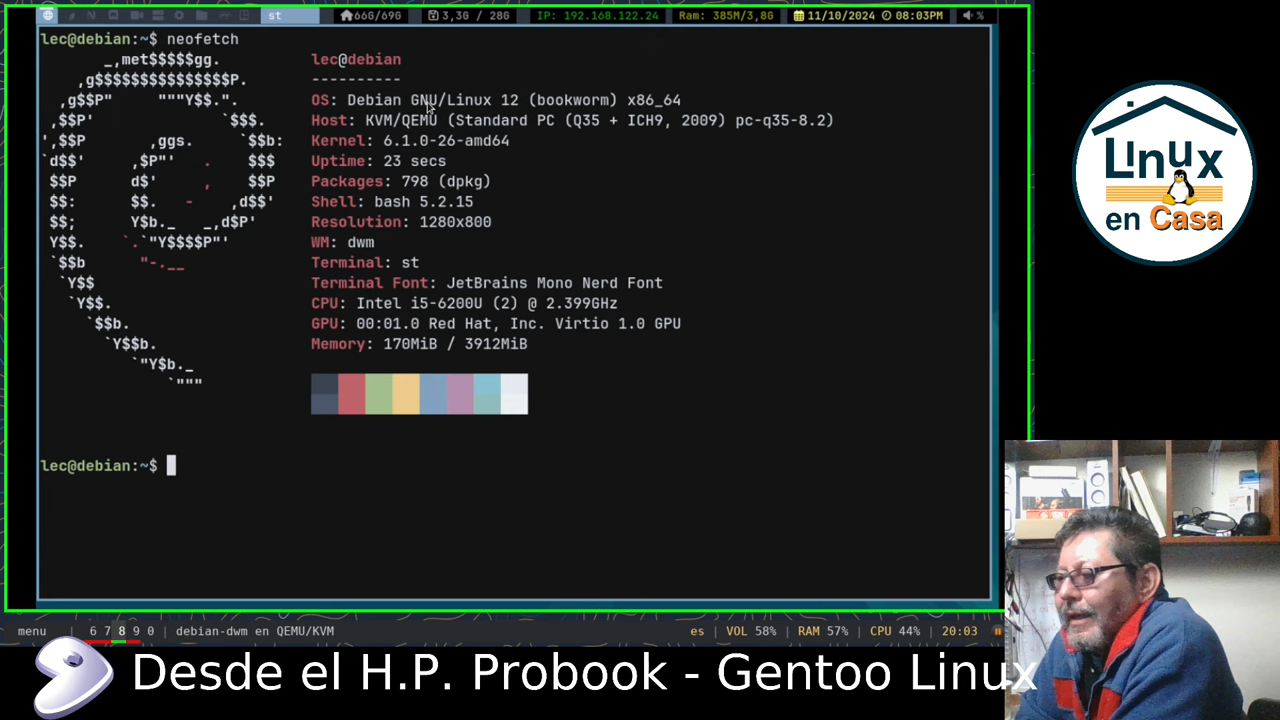 st
66G/69G
3,3G / 28G
IP: 192.168.122.24
Ram: 385M/3,8G
11/10/2024
08:03PM
%
lec@debian:~$ neofetch
lec@debian
----------
OS: Debian GNU/Linux 12 (bookworm) x86_64
Host: KVM/QEMU (Standard PC (Q35 + ICH9, 2009) pc-q35-8.2)
Kernel: 6.1.0-26-amd64
Uptime: 23 secs
Packages: 798 (dpkg)
Shell: bash 5.2.15
Resolution: 1280x800
WM: dwm
Terminal: st
Terminal Font: JetBrains Mono Nerd Font
CPU: Intel i5-6200U (2) @ 2.399GHz
GPU: 00:01.0 Red Hat, Inc. Virtio 1.0 GPU
Memory: 170MiB / 3912MiB
lec@debian:~$
Linux
en Casa
menu | 6 7 8 9 0 | debian-dwm en QEMU/KVM
es | VOL 58% | RAM 57% | CPU 44% | 20:03
Desde el H.P. Probook - Gentoo Linux